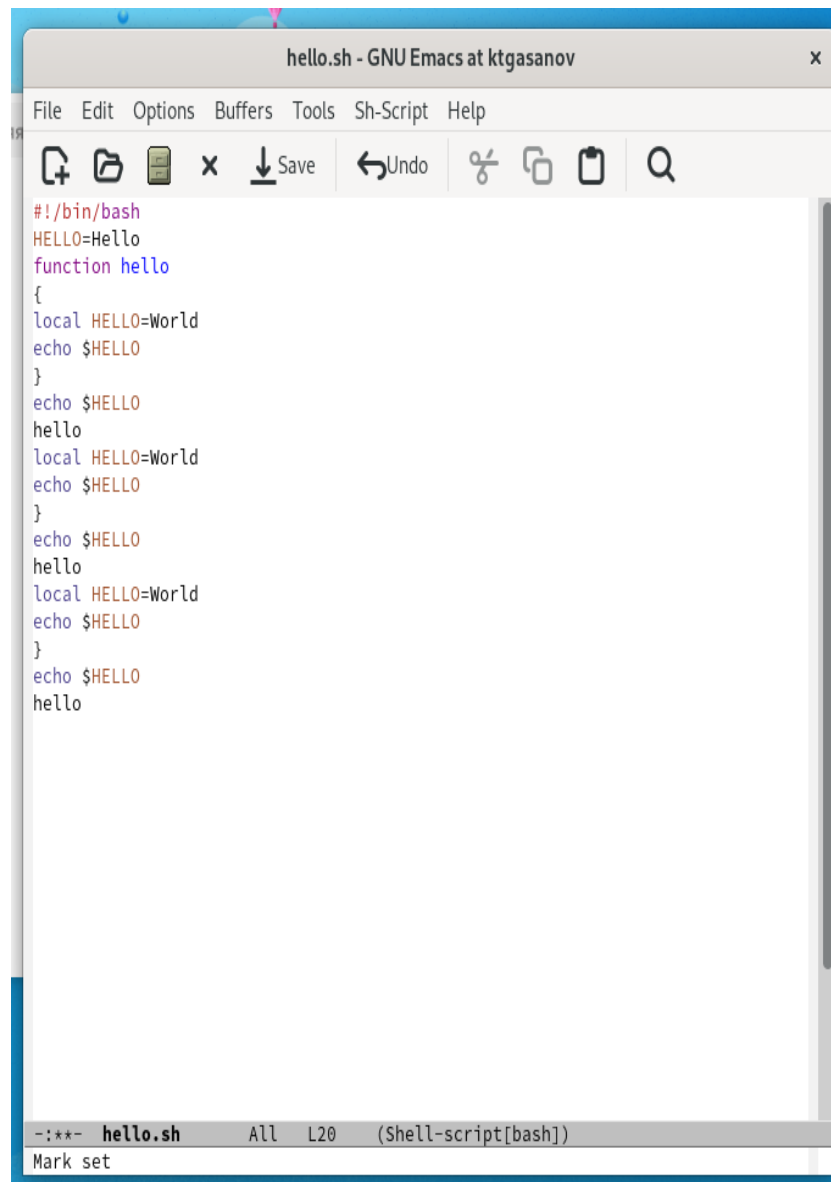 hello.sh - GNU Emacs at ktgasanov x
File Edit Options Buffers Tools Sh-Script Help
Save Undo
#!/bin/bash
HELLO=Hello
function hello
{
local HELLO=World
echo $HELLO
}
echo $HELLO
hello
local HELLO=World
echo $HELLO
}
echo $HELLO
hello
local HELLO=World
echo $HELLO
}
echo $HELLO
hello
-:**- hello.sh All L20 (Shell-script[bash])
Mark set